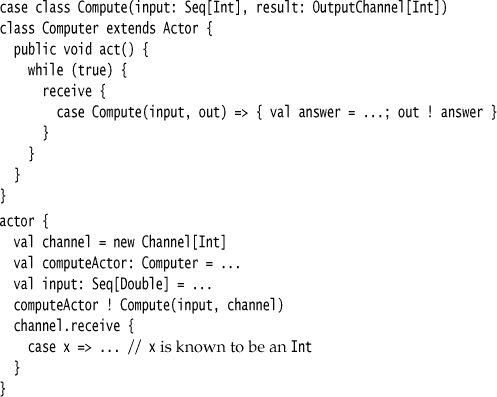 case class Compute(input: Seq[Int], result: OutputChannel[Int])
class Computer extends Actor {
  public void act() {
    while (true) {
      receive {
        case Compute(input, out) => { val answer = ...; out ! answer }
      }
    }
  }
}
actor {
  val channel = new Channel[Int]
  val computeActor: Computer = ...
  val input: Seq[Double] = ...
  computeActor ! Compute(input, channel)
  channel.receive {
    case x => ... // x is known to be an Int
  }
}